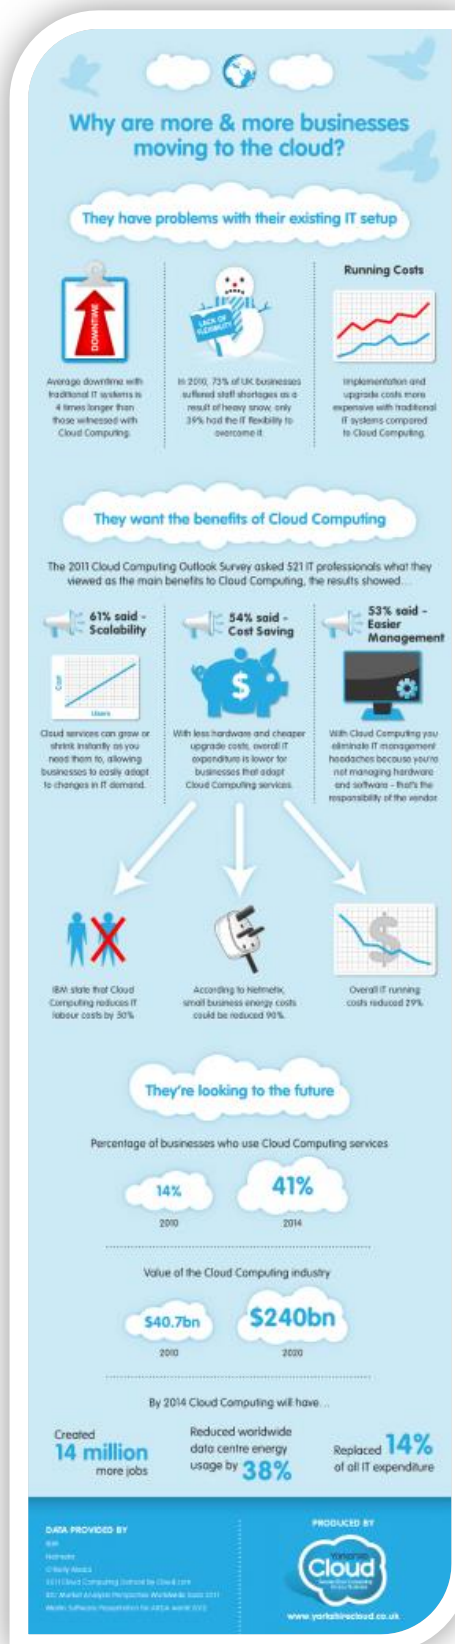 Why are more & more businesses
moving to the cloud?
They have problems with their existing IT setup
DOWNTIME
Average downtime with
traditional IT systems is
4 times longer than
those witnessed with
Cloud Computing.
LACK OF
FLEXIBILITY
In 2010, 73% of UK businesses
suffered staff shortages as a
result of heavy snow, only
39% had the IT flexibility to
overcome it
Running Costs
Implementation and
upgrade costs more
expensive with traditional
IT systems compared
to Cloud Computing.
They want the benefits of Cloud Computing
The 2011 Cloud Computing Outlook Survey asked 521 IT professionals what they
viewed as the main benefits to Cloud Computing, the results showed...
61% said -
Scalability
Cost
Users
Cloud services can grow or
shrink instantly as you
need them to, allowing
businesses to easily adapt
to changes in IT demand.
54% said -
Cost Saving
$
With less hardware and cheaper
upgrade costs, overall IT
expenditure is lower for
businesses that adopt
Cloud Computing services.
53% said -
Easier
Management
With Cloud Computing you
eliminate IT management
headaches because you're
not managing hardware
and software - that's the
responsibility of the vendor.
IBM state that Cloud
Computing reduces IT
labour costs by 50%
According to Netmetix,
small business energy costs
could be reduced 90%.
$
Overall IT running
costs reduced 29%
They're looking to the future
Percentage of businesses who use Cloud Computing services
14%
2010
41%
2014
Value of the Cloud Computing industry
$40.7bn
2010
$240bn
2020
By 2014 Cloud Computing will have...
Created
14 million
more jobs
Reduced worldwide
data centre energy
usage by 38%
Replaced 14%
of all IT expenditure
DATA PROVIDED BY
IBM
Netmetix
O'Reilly Media
2011 Cloud Computing Outlook by Cloud.com
PRODUCED BY
Yorkshire
Cloud
www.yorkshirecloud.co.uk